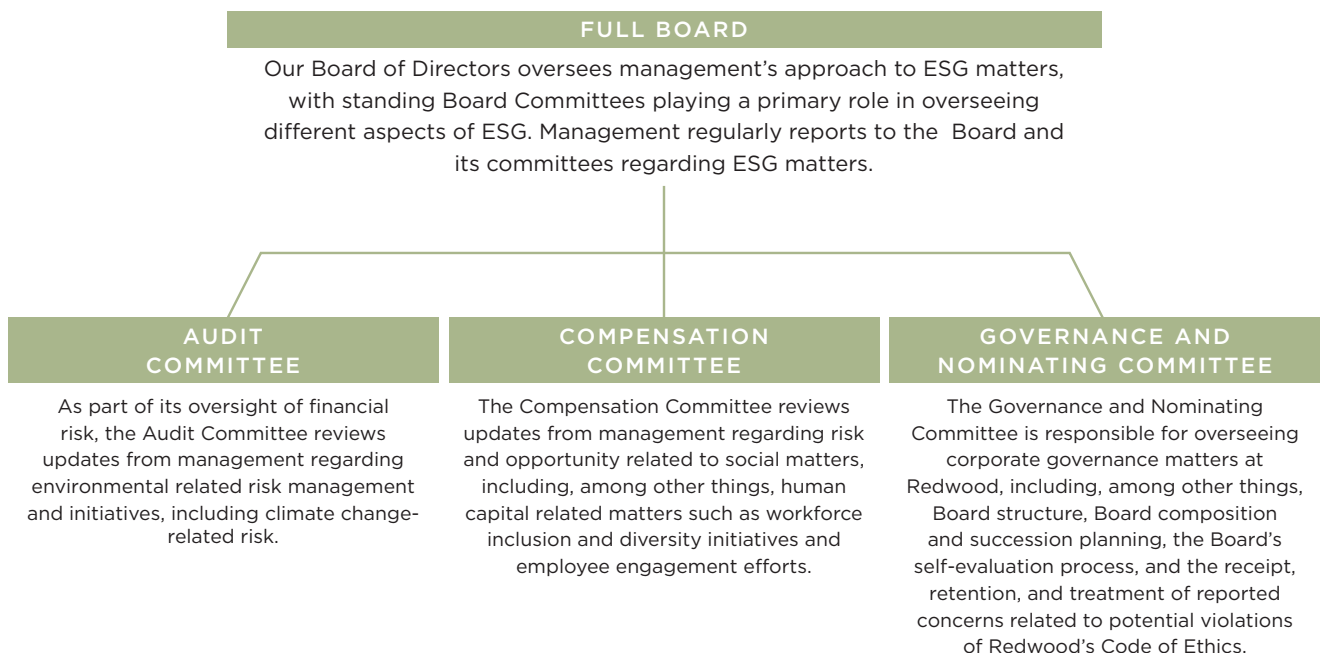 FULL BOARD
Our Board of Directors oversees management’s approach to ESG matters,
with standing Board Committees playing a primary role in overseeing
different aspects of ESG. Management regularly reports to the  Board and
its committees regarding ESG matters.
AUDIT
COMMITTEE
As part of its oversight of financial
risk, the Audit Committee reviews
updates from management regarding
environmental related risk management
and initiatives, including climate change-
related risk.
COMPENSATION
COMMITTEE
The Compensation Committee reviews
updates from management regarding risk
and opportunity related to social matters,
including, among other things, human
capital related matters such as workforce
inclusion and diversity initiatives and
employee engagement efforts.
GOVERNANCE AND
NOMINATING COMMITTEE
The Governance and Nominating
Committee is responsible for overseeing
corporate governance matters at
Redwood, including, among other things,
Board structure, Board composition
and succession planning, the Board’s
self-evaluation process, and the receipt,
retention, and treatment of reported
concerns related to potential violations
of Redwood’s Code of Ethics.